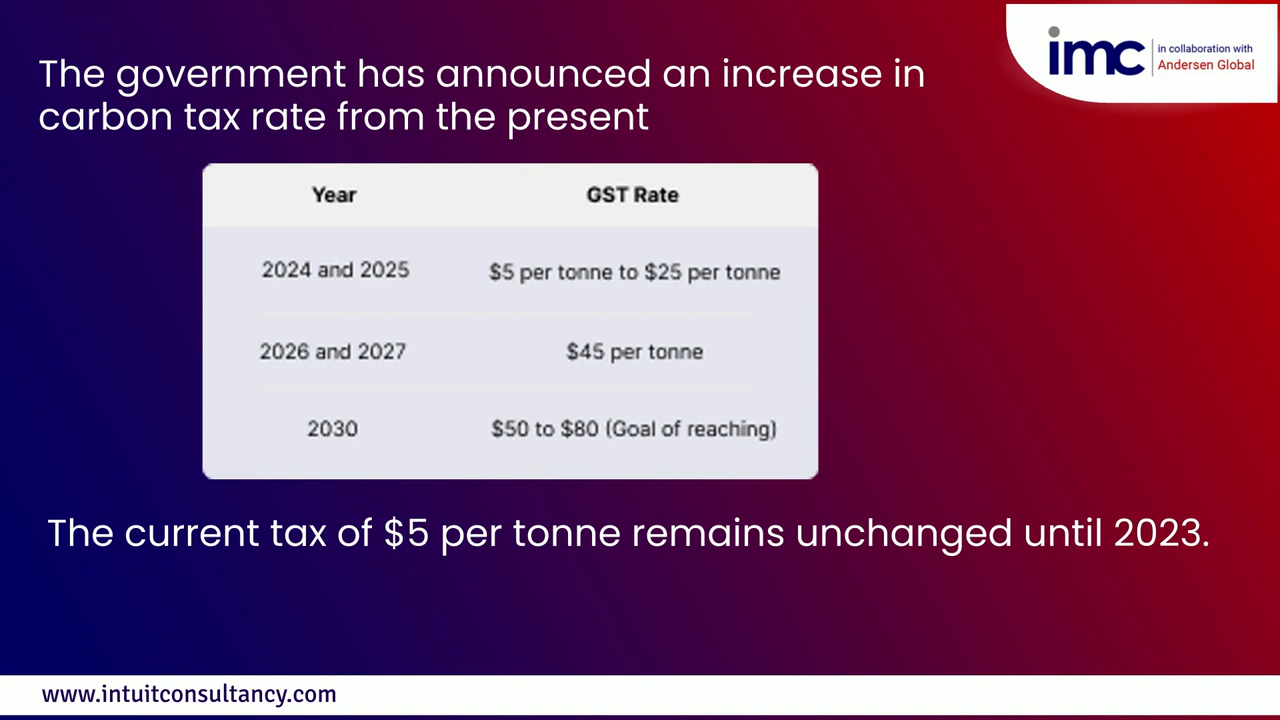 imc
in collaboration with
Andersen Global
The government has announced an increase in
carbon tax rate from the present
Year GST Rate
2024 and 2025 $5 per tonne to $25 per tonne
2026 and 2027 $45 per tonne
2030 $50 to $80 (Goal of reaching)
The current tax of $5 per tonne remains unchanged until 2023.
www.intuitconsultancy.com